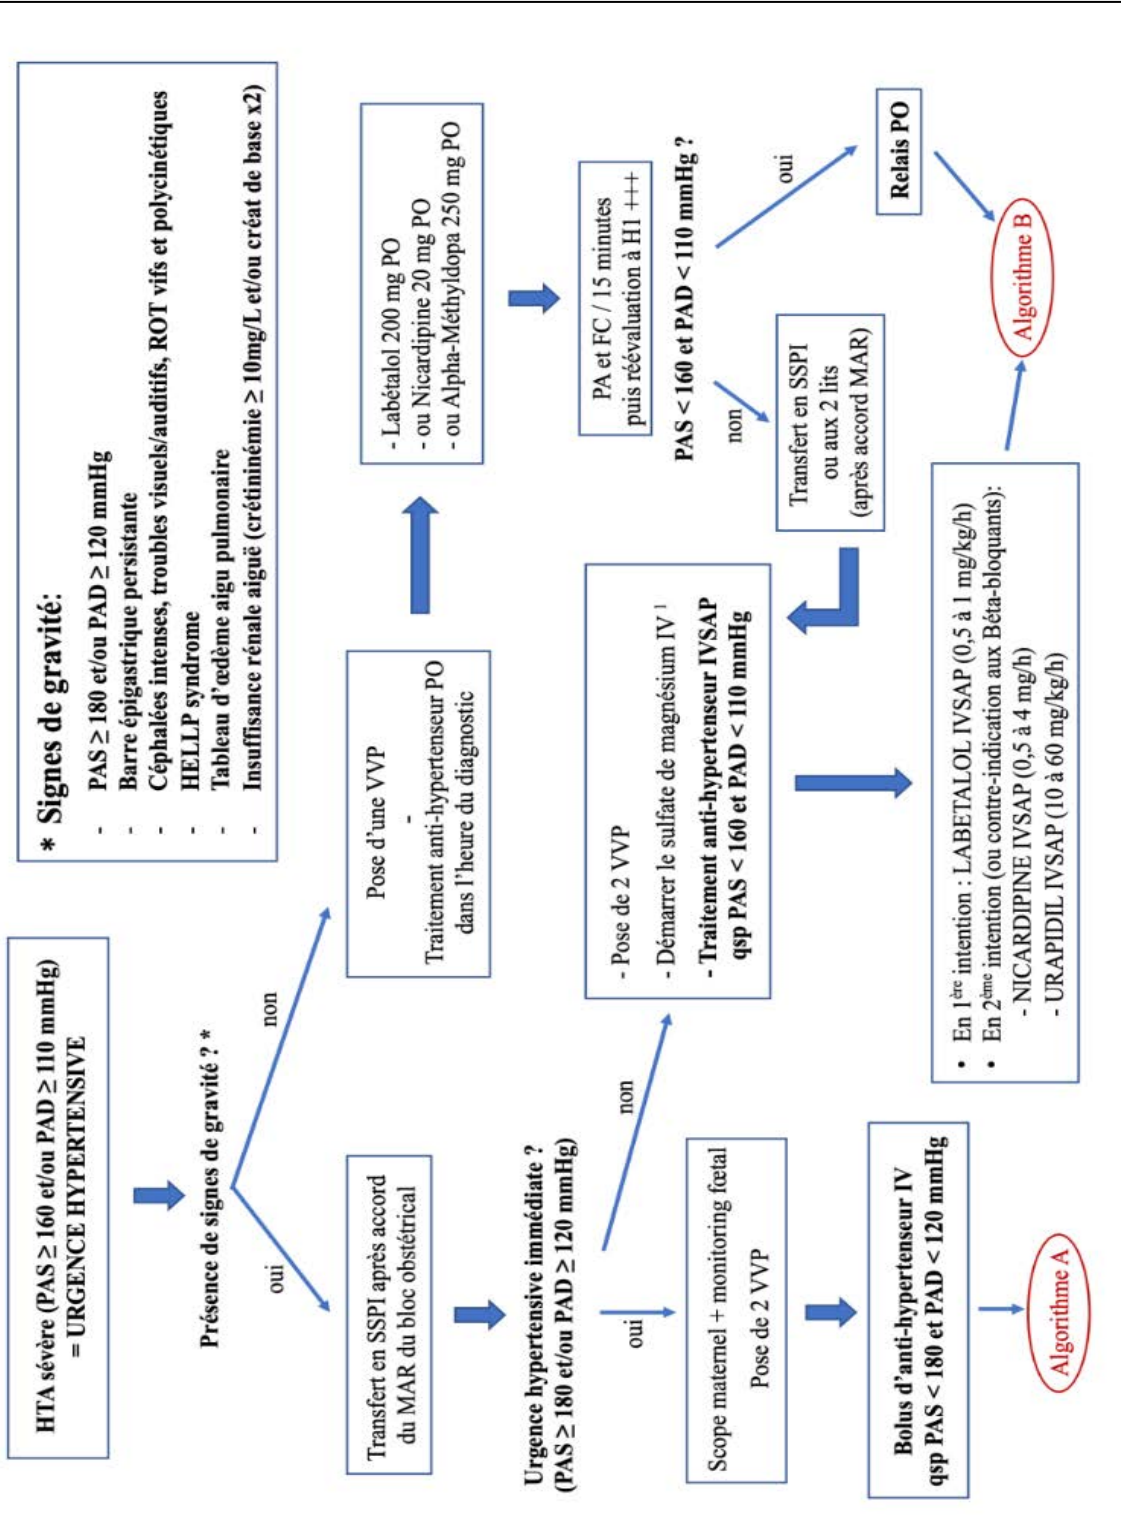 HTA sévère (PAS ≥ 160 et/ou PAD ≥ 110 mmHg)
= URGENCE HYPERTENSIVE
* Signes de gravité:
- PAS ≥ 180 et/ou PAD ≥ 120 mmHg
- Barre épigastrique persistante
- Céphalées intenses, troubles visuels/auditifs, ROT vifs et polycinétiques
- HELLP syndrome
- Tableau d'œdème aigu pulmonaire
- Insuffisance rénale aiguë (crétininémie ≥ 10mg/L et/ou créat de base x2)
Présence de signes de gravité ? *
oui
non
Transfert en SSPI après accord
du MAR du bloc obstétrical
Pose d'une VVP
-
Traitement anti-hypertenseur PO
dans l'heure du diagnostic
- Labétalol 200 mg PO
- ou Nicardipine 20 mg PO
- ou Alpha-Méthyldopa 250 mg PO
Urgence hypertensive immédiate ?
(PAS ≥ 180 et/ou PAD ≥ 120 mmHg)
oui
non
PA et FC / 15 minutes
puis réévaluation à H1 +++
PAS < 160 et PAD < 110 mmHg ?
non
oui
Scope maternel + monitoring fœtal
Pose de 2 VVP
- Pose de 2 VVP
- Démarrer le sulfate de magnésium IV ¹
- Traitement anti-hypertenseur IVSAP
qsp PAS < 160 et PAD < 110 mmHg
Transfert en SSPI
ou aux 2 lits
(après accord MAR)
Relais PO
Bolus d'anti-hypertenseur IV
qsp PAS < 180 et PAD < 120 mmHg
• En 1ère intention : LABETALOL IVSAP (0,5 à 1 mg/kg/h)
• En 2ème intention (ou contre-indication aux Béta-bloquants):
- NICARDIPINE IVSAP (0,5 à 4 mg/h)
- URAPIDIL IVSAP (10 à 60 mg/kg/h)
Algorithme A
Algorithme B